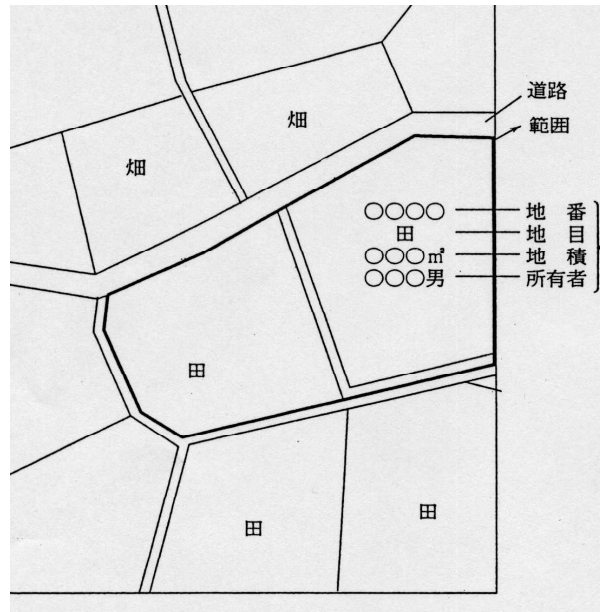 道路
畑
範囲
畑
○○○○ 地番
田 地目
○○○㎡ 地積
○○○男 所有者
田
田
田